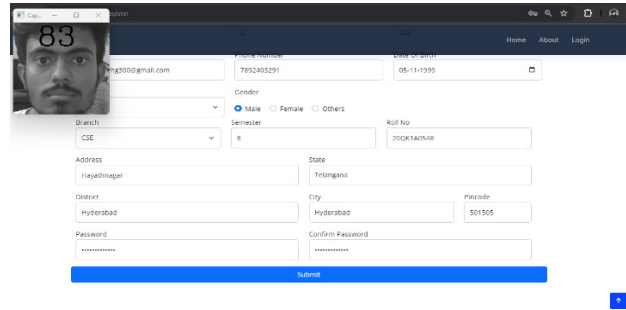 Cap...
egister
83
Home About Login
Phone Number Date Of Birth
ng300@gmail.com 7892403291 05-11-1999
Gender
Male Female Others
Branch Semester Roll No
CSE 8 20QK1A0548
Address State
Hayathnagar Telangana
District City Pincode
Hyderabad Hyderabad 501505
Password Confirm Password
Submit